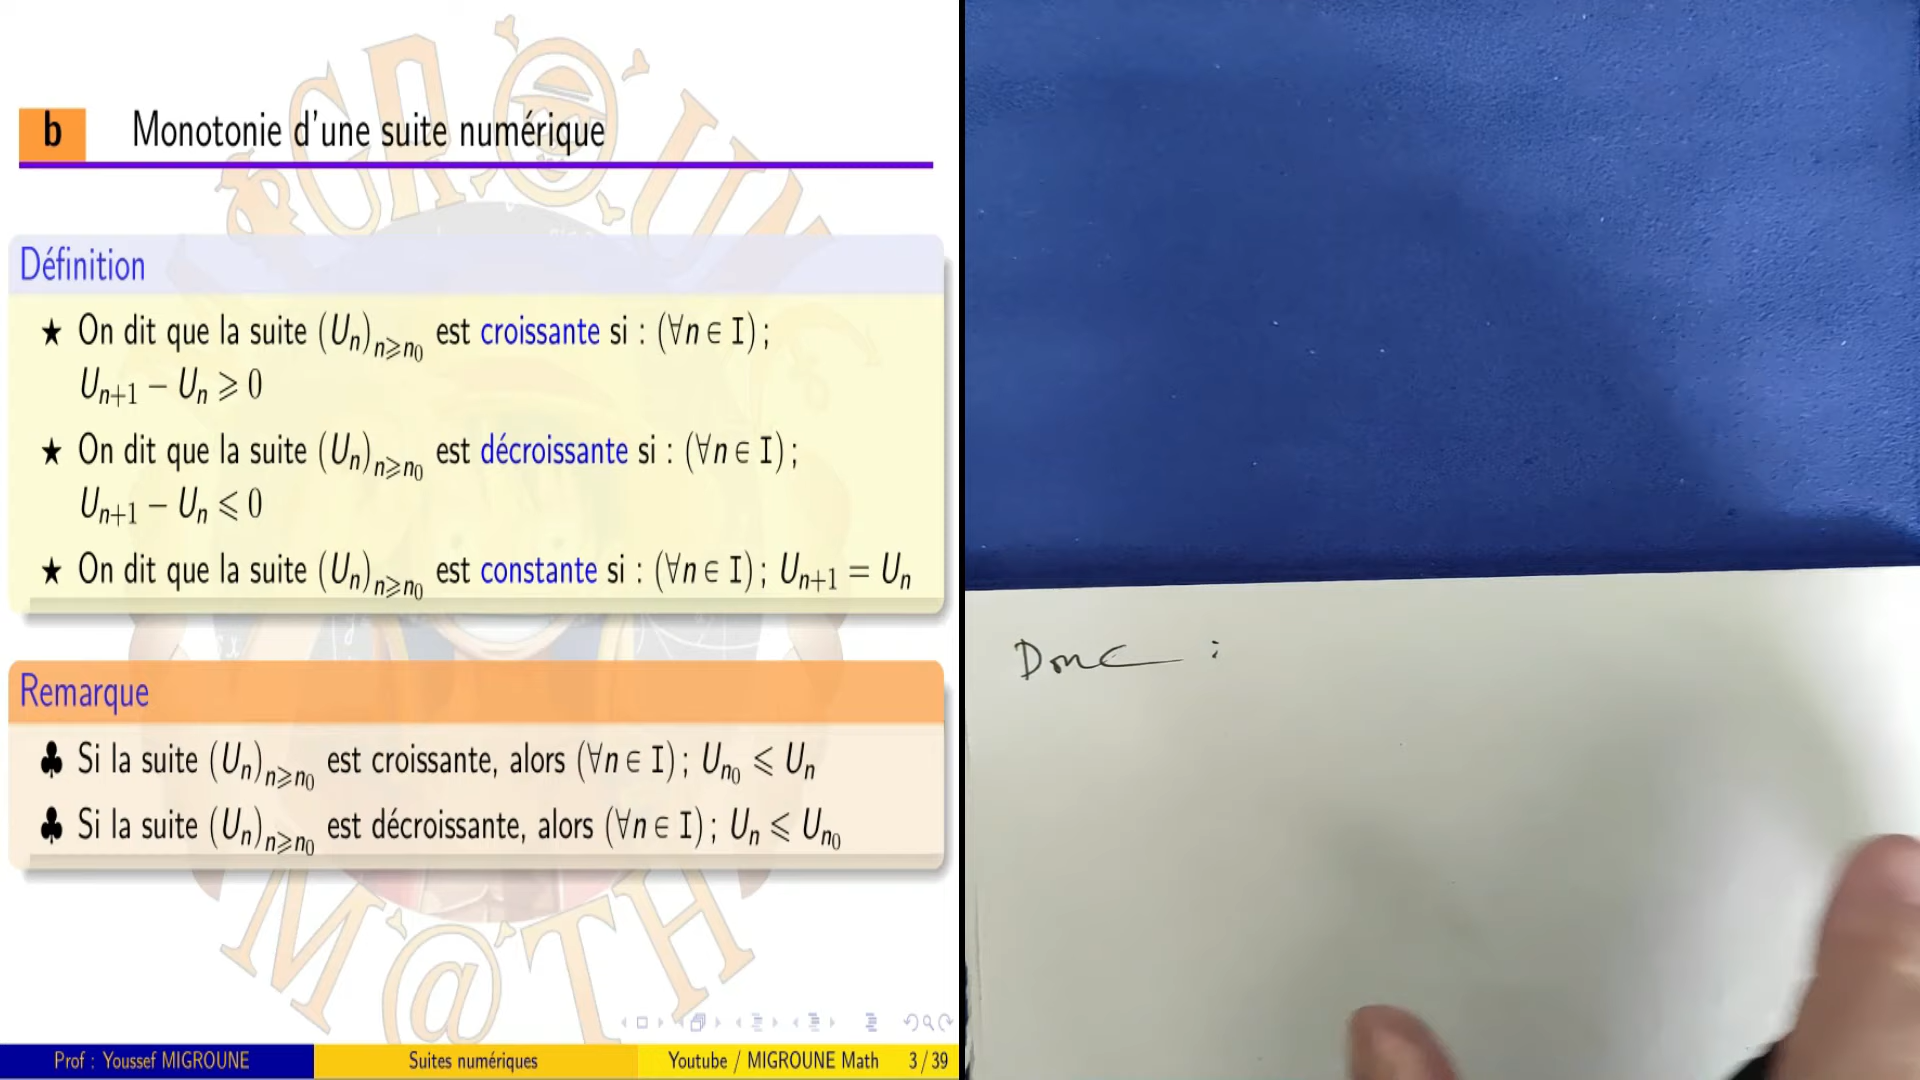 b Monotonie d'une suite numérique
Définition
★ On dit que la suite (Uₙ)ₙ⩾ₙ₀ est croissante si : (∀n ∈ I) ;
Uₙ₊₁ − Uₙ ⩾ 0
★ On dit que la suite (Uₙ)ₙ⩾ₙ₀ est décroissante si : (∀n ∈ I) ;
Uₙ₊₁ − Uₙ ⩽ 0
★ On dit que la suite (Uₙ)ₙ⩾ₙ₀ est constante si : (∀n ∈ I) ; Uₙ₊₁ = Uₙ
Remarque
♣ Si la suite (Uₙ)ₙ⩾ₙ₀ est croissante, alors (∀n ∈ I) ; Uₙ₀ ⩽ Uₙ
♣ Si la suite (Uₙ)ₙ⩾ₙ₀ est décroissante, alors (∀n ∈ I) ; Uₙ ⩽ Uₙ₀
M@TH
Prof : Youssef MIGROUNE Suites numériques Youtube / MIGROUNE Math 3 / 39
Donc :